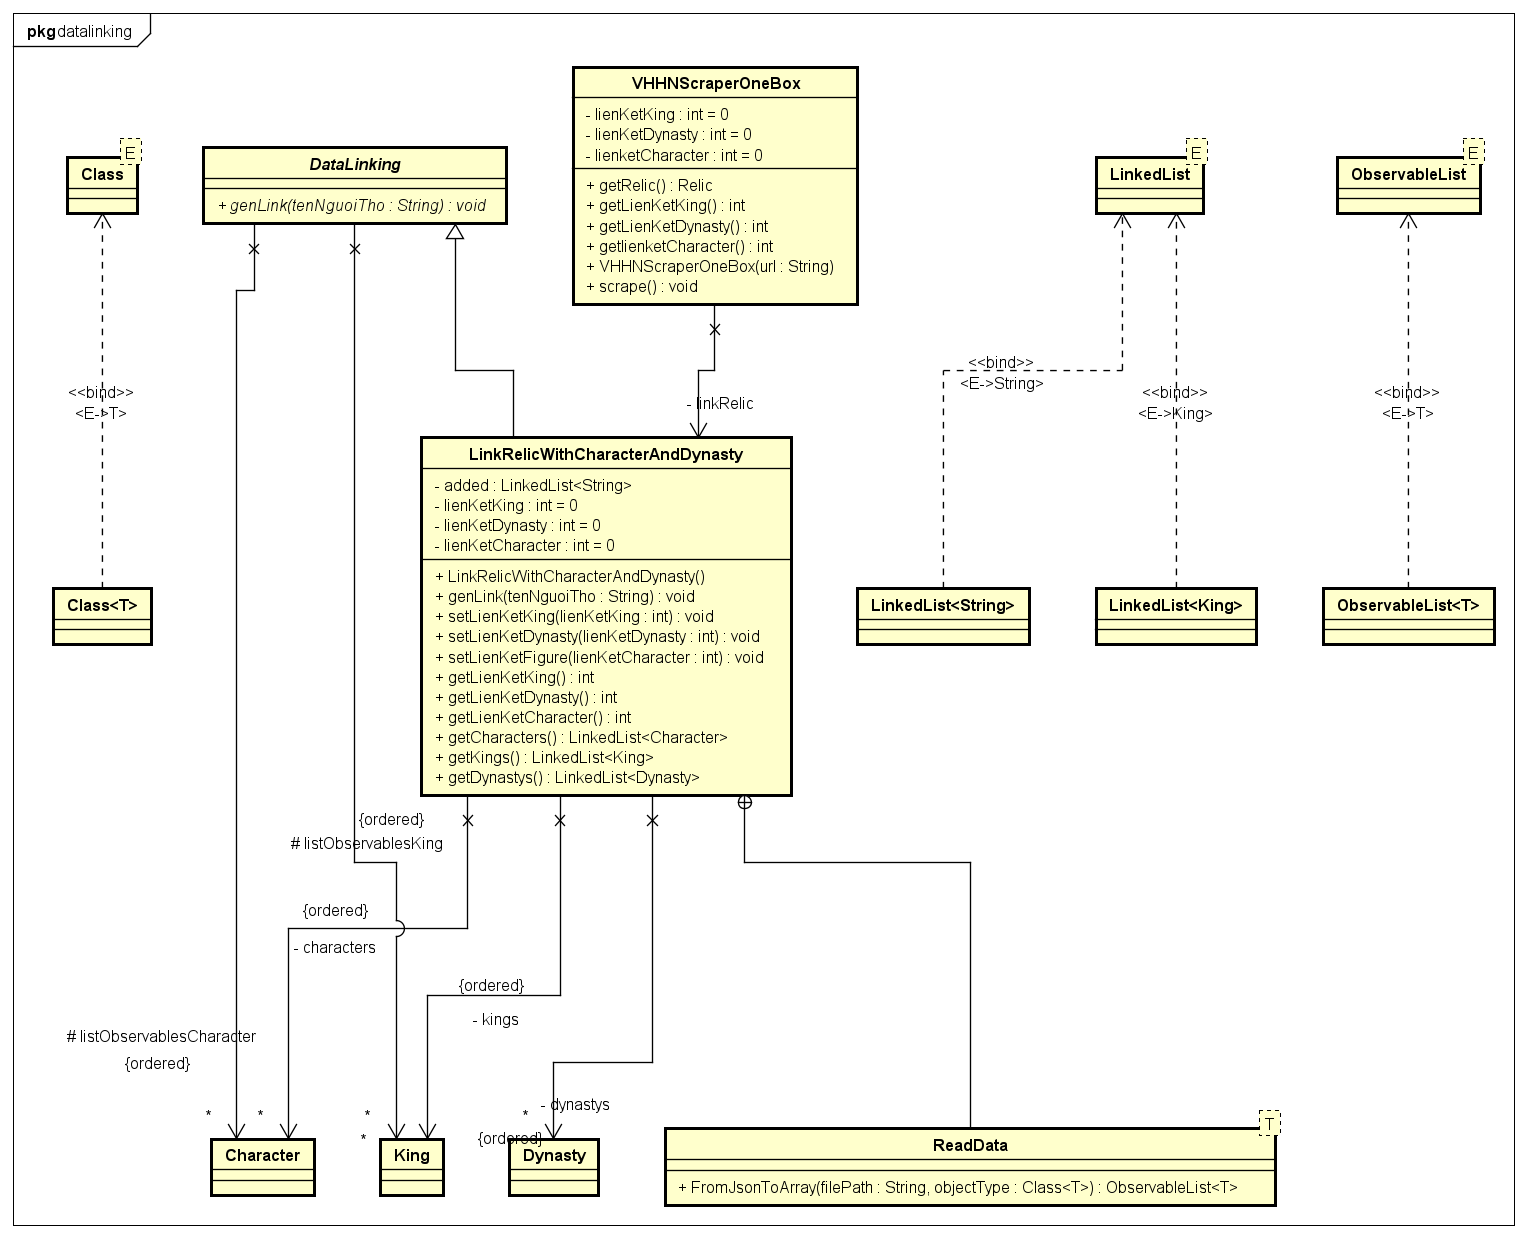 pkg datalinking
VHHNScraperOneBox
- lienKetKing : int = 0
- lienKetDynasty : int = 0
- lienketCharacter : int = 0
+ getRelic() : Relic
+ getLienKetKing() : int
+ getLienKetDynasty() : int
+ getlienketCharacter() : int
+ VHHNScraperOneBox(url : String)
+ scrape() : void
E
Class
DataLinking
+ genLink(tenNguoiTho : String) : void
E
LinkedList
E
ObservableList
<<bind>>
<E->T>
<<bind>>
<E->String>
<<bind>>
<E->King>
<<bind>>
<E->T>
- linkRelic
LinkRelicWithCharacterAndDynasty
- added : LinkedList<String>
- lienKetKing : int = 0
- lienKetDynasty : int = 0
- lienKetCharacter : int = 0
+ LinkRelicWithCharacterAndDynasty()
+ genLink(tenNguoiTho : String) : void
+ setLienKetKing(lienKetKing : int) : void
+ setLienKetDynasty(lienKetDynasty : int) : void
+ setLienKetFigure(lienKetCharacter : int) : void
+ getLienKetKing() : int
+ getLienKetDynasty() : int
+ getLienKetCharacter() : int
+ getCharacters() : LinkedList<Character>
+ getKings() : LinkedList<King>
+ getDynastys() : LinkedList<Dynasty>
Class<T>
LinkedList<String>
LinkedList<King>
ObservableList<T>
{ordered}
# listObservablesKing
{ordered}
- characters
{ordered}
- kings
# listObservablesCharacter
{ordered}
*
*
*
*
*
- dynastys
{ordered}
Character
King
Dynasty
T
ReadData
+ FromJsonToArray(filePath : String, objectType : Class<T>) : ObservableList<T>